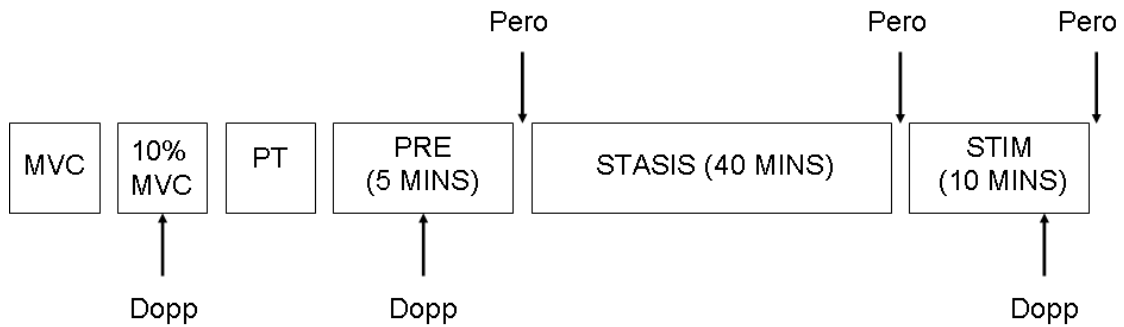 Pero
Pero
Pero
MVC
10%
MVC
PT
PRE
(5 MINS)
STASIS (40 MINS)
STIM
(10 MINS)
Dopp
Dopp
Dopp